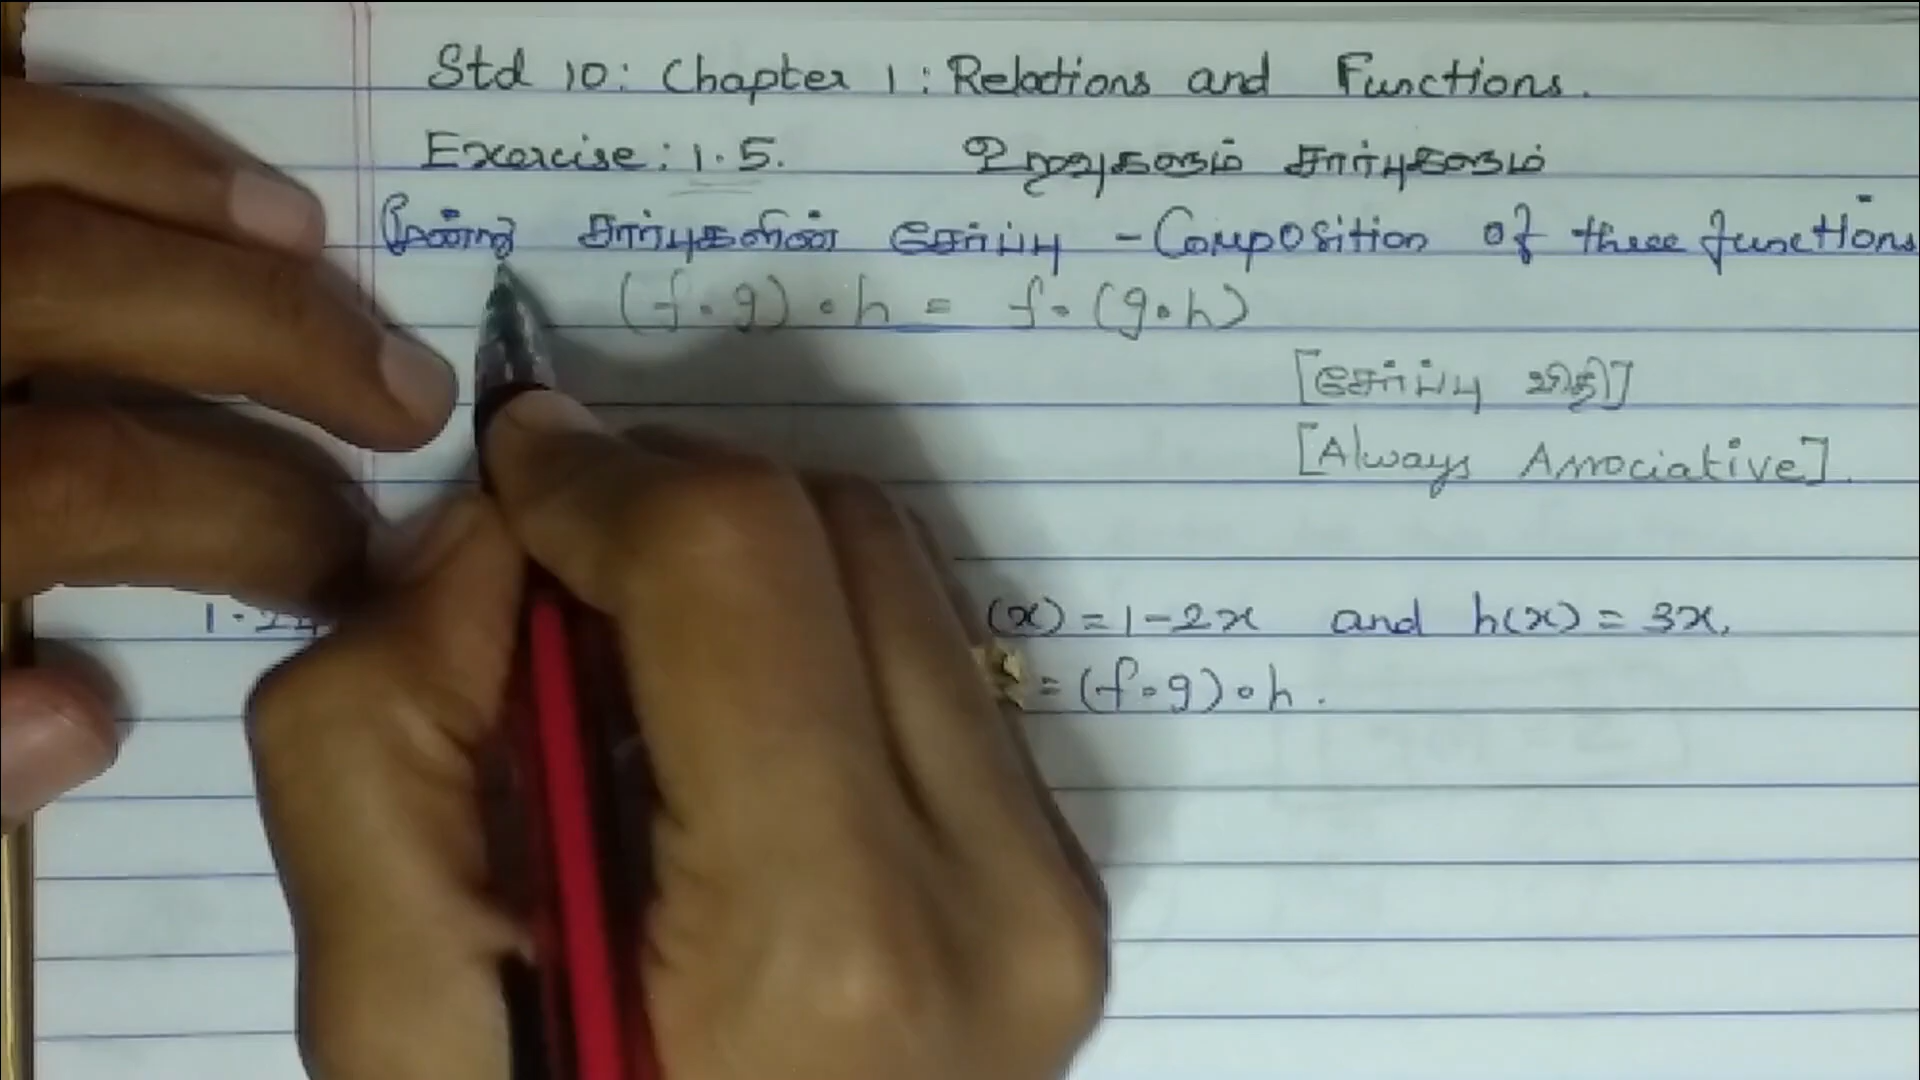 Std 10: Chapter 1: Relations and Functions.
Exercise: 1.5. உறவுகளும் சார்புகளும்
மூன்று சார்புகளின் சேர்ப்பு - Composition of three functions
(f∘g)∘h = f∘(g∘h)
[சேர்ப்பு விதி]
[Always Associative].
(x) = 1-2x and h(x) = 3x,
= (f∘g)∘h.